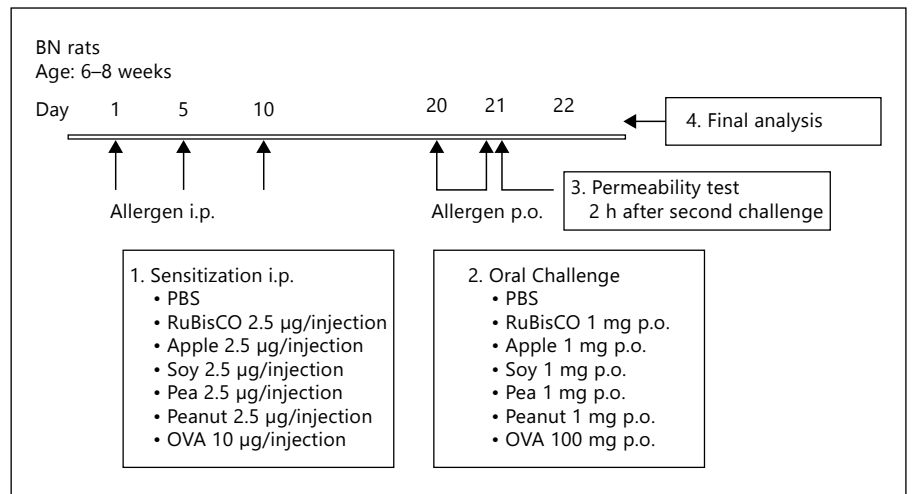 BN rats
Age: 6–8 weeks
Day 1 5 10 20 21 22
4. Final analysis
Allergen i.p.
Allergen p.o.
3. Permeability test
2 h after second challenge
1. Sensitization i.p.
• PBS
• RuBisCO 2.5 µg/injection
• Apple 2.5 µg/injection
• Soy 2.5 µg/injection
• Pea 2.5 µg/injection
• Peanut 2.5 µg/injection
• OVA 10 µg/injection
2. Oral Challenge
• PBS
• RuBisCO 1 mg p.o.
• Apple 1 mg p.o.
• Soy 1 mg p.o.
• Pea 1 mg p.o.
• Peanut 1 mg p.o.
• OVA 100 mg p.o.